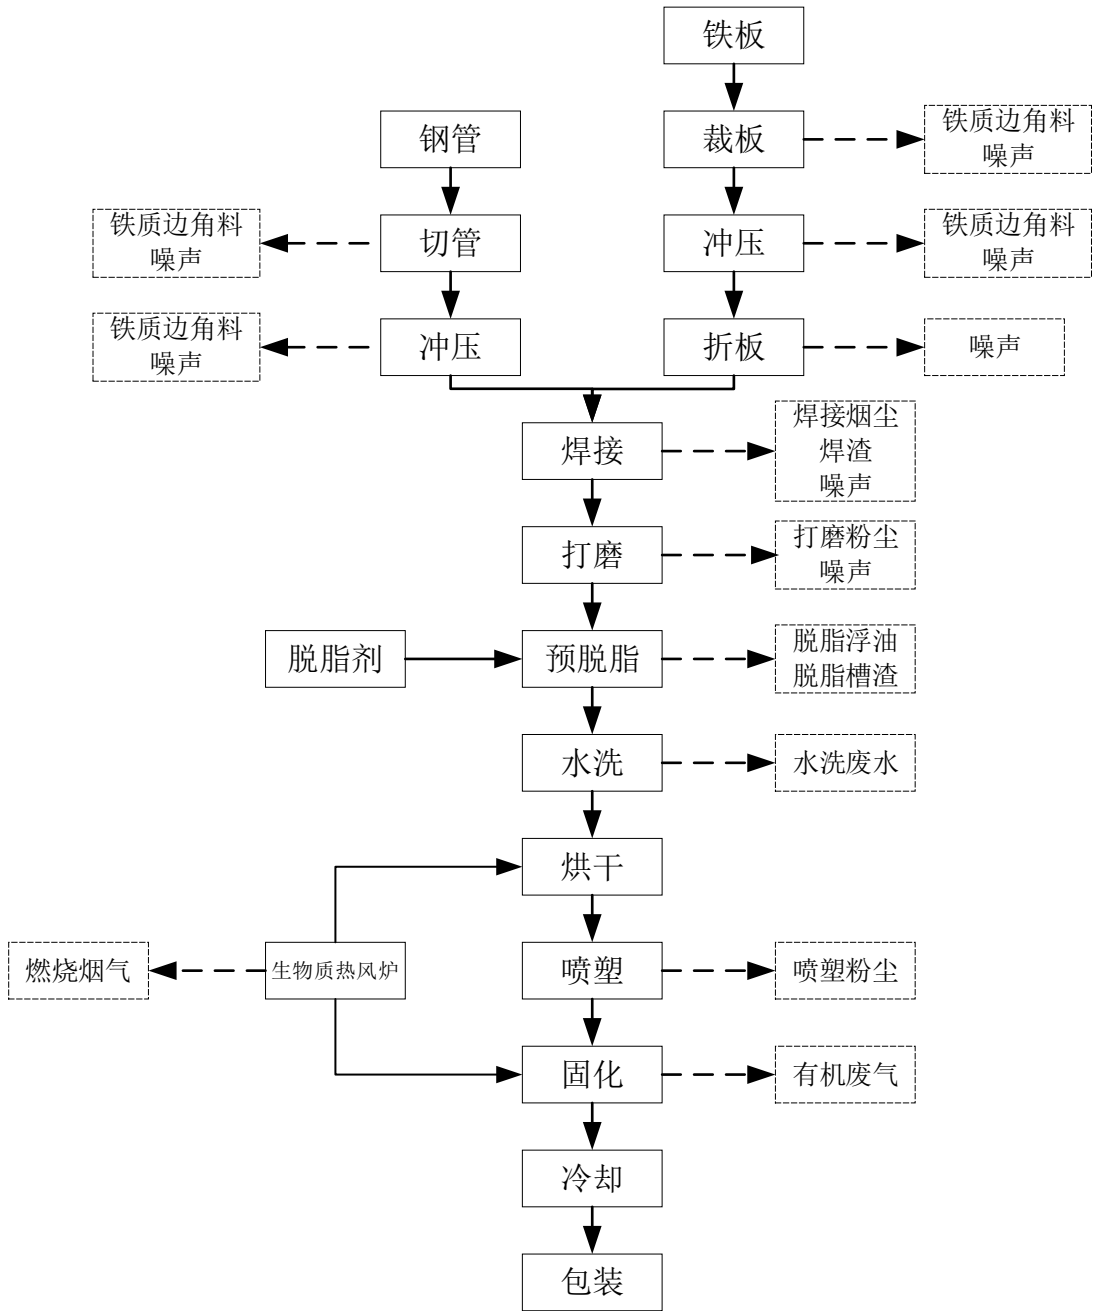 铁板
钢管
裁板
铁质边角料
噪声
铁质边角料
噪声
切管
冲压
铁质边角料
噪声
铁质边角料
噪声
冲压
折板
噪声
焊接
焊接烟尘
焊渣
噪声
打磨
打磨粉尘
噪声
脱脂剂
预脱脂
脱脂浮油
脱脂槽渣
水洗
水洗废水
烘干
燃烧烟气
生物质热风炉
喷塑
喷塑粉尘
固化
有机废气
冷却
包装